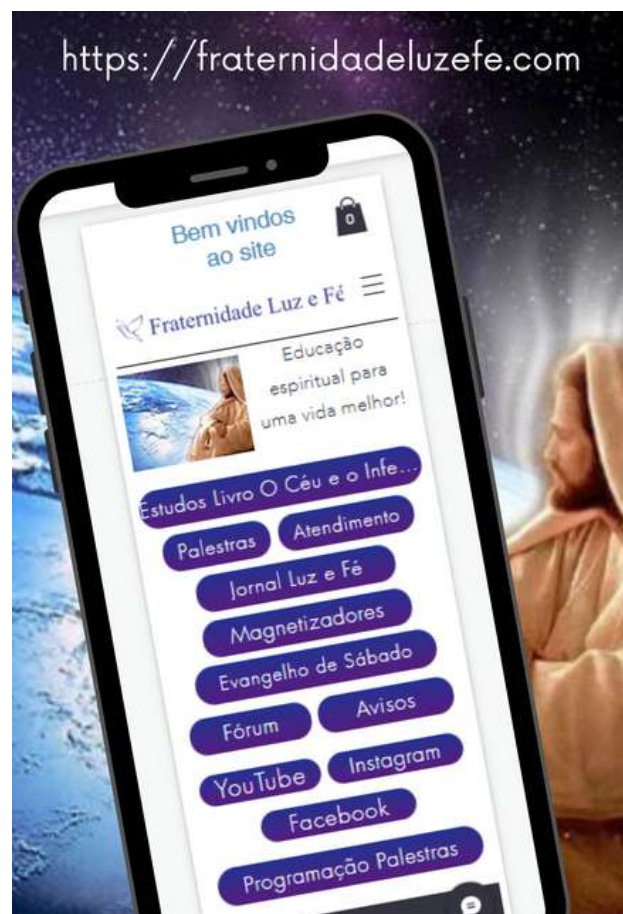 https://fraternidadeluzefe.com
Bem vindos
ao site
0
Fraternidade Luz e Fé
Educação
espiritual para
uma vida melhor!
Estudos Livro O Céu e o Infe...
Palestras
Atendimento
Jornal Luz e Fé
Magnetizadores
Evangelho de Sábado
Fórum
Avisos
YouTube
Instagram
Facebook
Programação Palestras